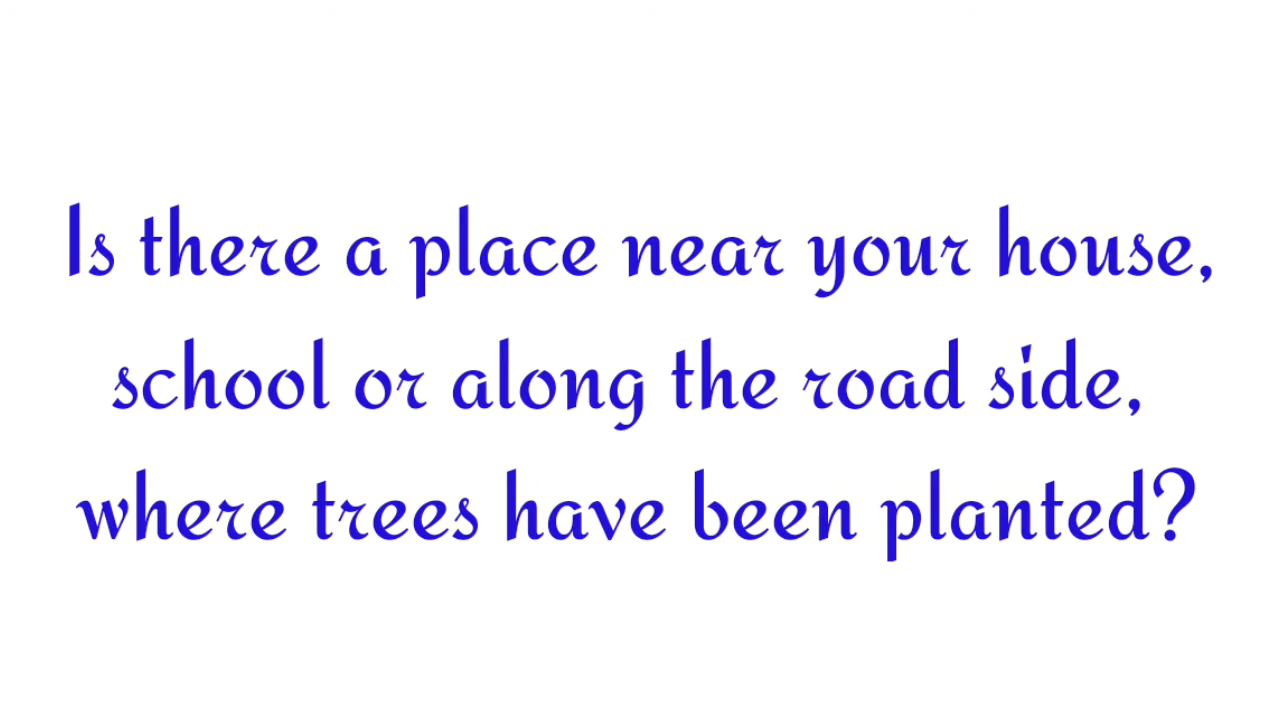 Is there a place near your house,
school or along the road side,
where trees have been planted?